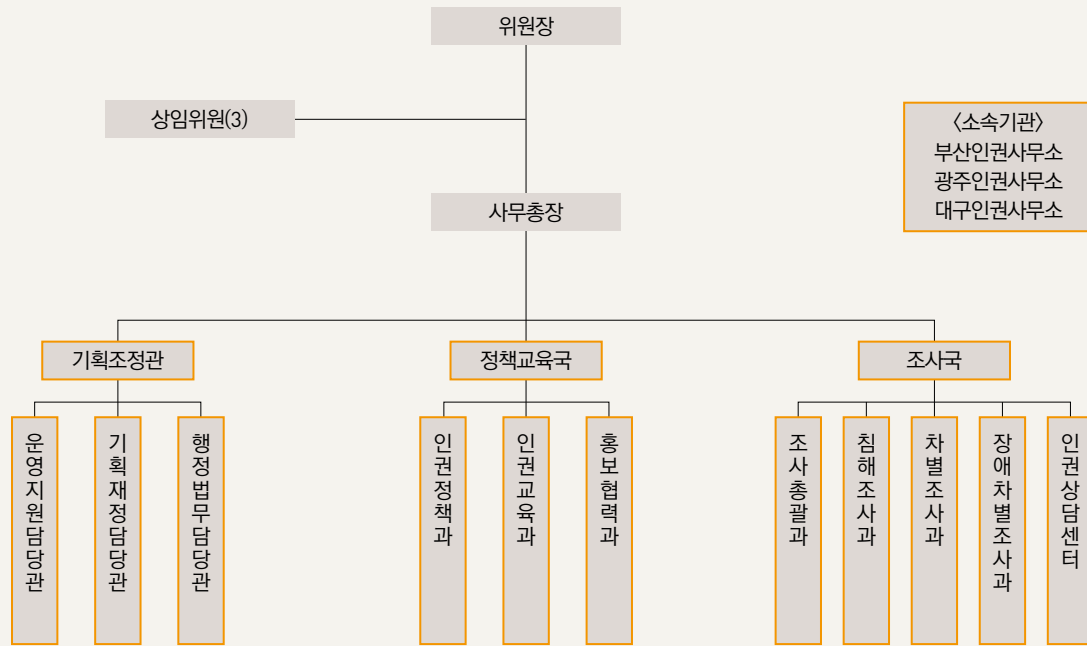 위원장
상임위원(3)
〈소속기관〉
부산인권사무소
광주인권사무소
대구인권사무소
사무총장
기획조정관
정책교육국
조사국
운영지원담당관
기획재정담당관
행정법무담당관
인권정책과
인권교육과
홍보협력과
조사총괄과
침해조사과
차별조사과
장애차별조사과
인권상담센터